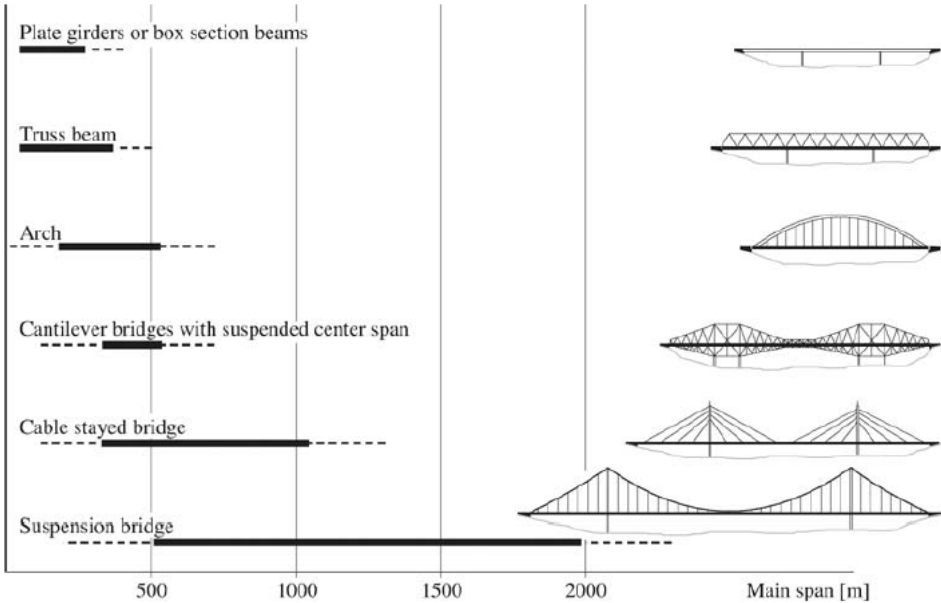 Plate girders or box section beams
Truss beam
Arch
Cantilever bridges with suspended center span
Cable stayed bridge
Suspension bridge
500 1000 1500 2000 Main span [m]